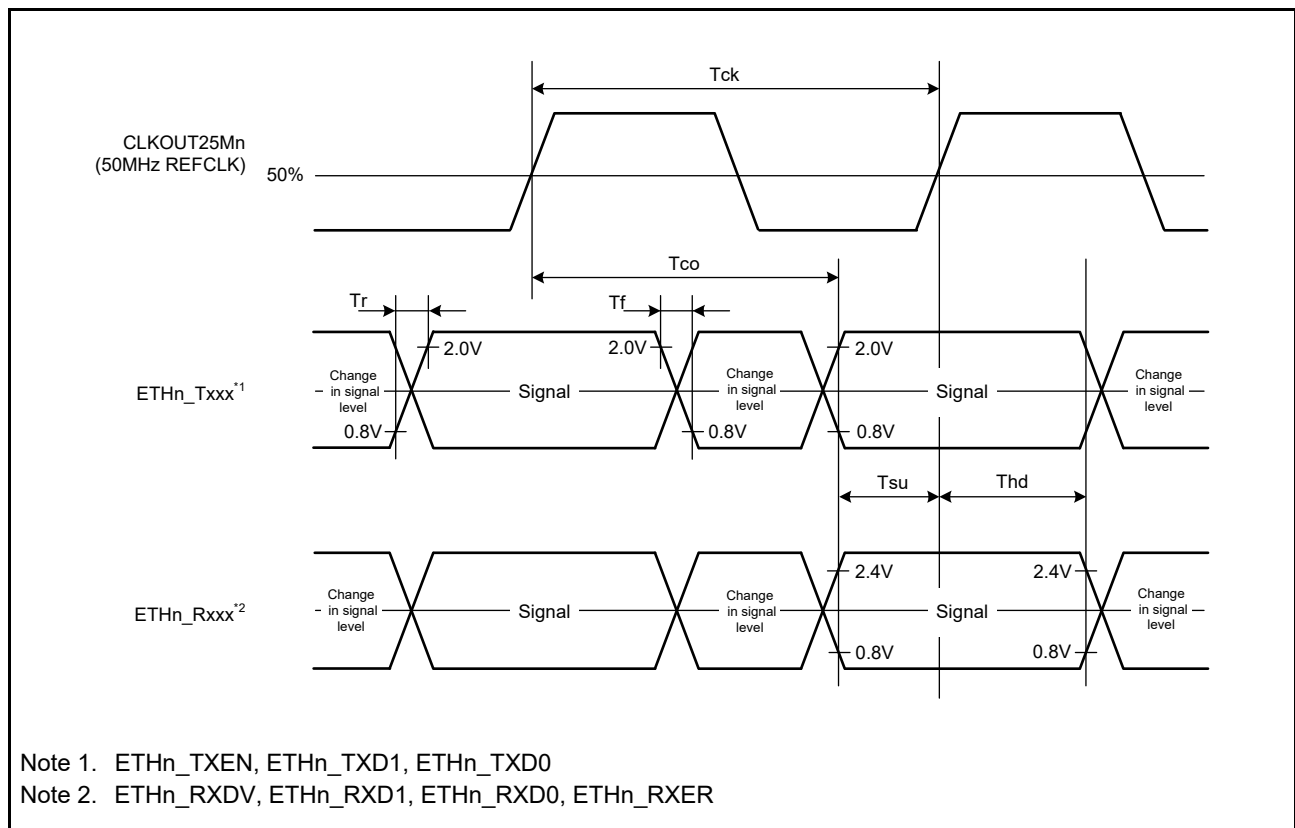 Tck
CLKOUT25Mn
(50MHz REFCLK)
50%
Tco
Tr
Tf
2.0V
2.0V
2.0V
ETHn_Txxx*1
Change
in signal
level
Signal
Change
in signal
level
Signal
Change
in signal
level
0.8V
0.8V
0.8V
Tsu
Thd
2.4V
2.4V
ETHn_Rxxx*2
Change
in signal
level
Signal
Change
in signal
level
Signal
Change
in signal
level
0.8V
0.8V
Note 1. ETHn_TXEN, ETHn_TXD1, ETHn_TXD0
Note 2. ETHn_RXDV, ETHn_RXD1, ETHn_RXD0, ETHn_RXER